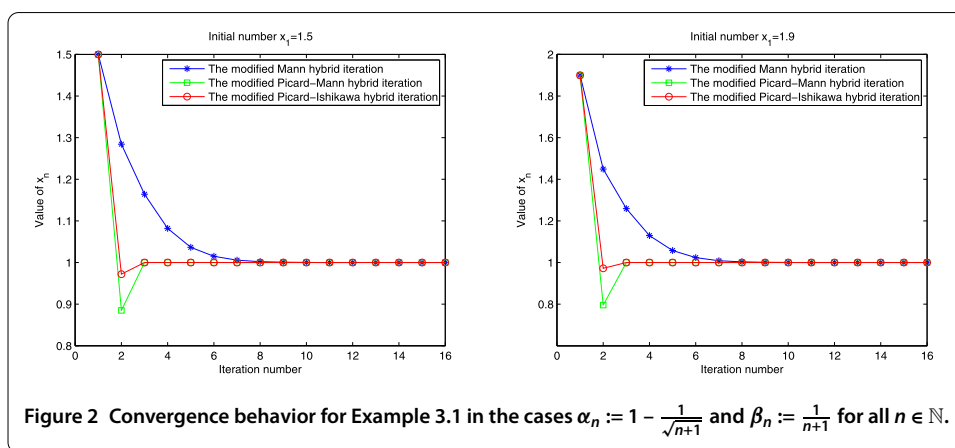 Initial number x₁=1.5
The modified Mann hybrid iteration
The modified Picard−Mann hybrid iteration
The modified Picard−Ishikawa hybrid iteration
1.5
1.4
1.3
1.2
1.1
1
0.9
0.8
Value of xₙ
0 2 4 6 8 10 12 14 16
Iteration number
Initial number x₁=1.9
The modified Mann hybrid iteration
The modified Picard−Mann hybrid iteration
The modified Picard−Ishikawa hybrid iteration
2
1.8
1.6
1.4
1.2
1
0.8
Value of xₙ
0 2 4 6 8 10 12 14 16
Iteration number
Figure 2 Convergence behavior for Example 3.1 in the cases αₙ := 1 – 1/√(n+1) and βₙ := 1/(n+1) for all n ∈ ℕ.